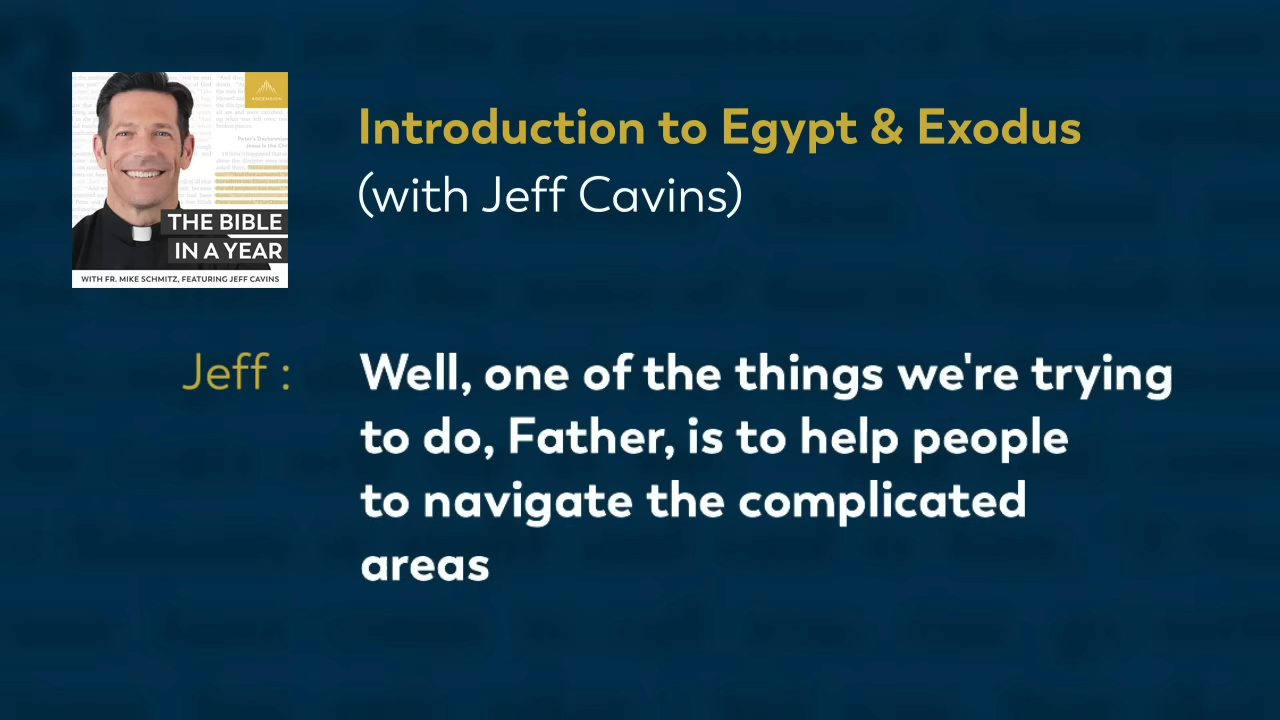 Introduction to Egypt & Exodus
(with Jeff Cavins)
THE BIBLE
IN A YEAR
WITH FR. MIKE SCHMITZ, FEATURING JEFF CAVINS
Jeff :
Well, one of the things we're trying
to do, Father, is to help people
to navigate the complicated
areas